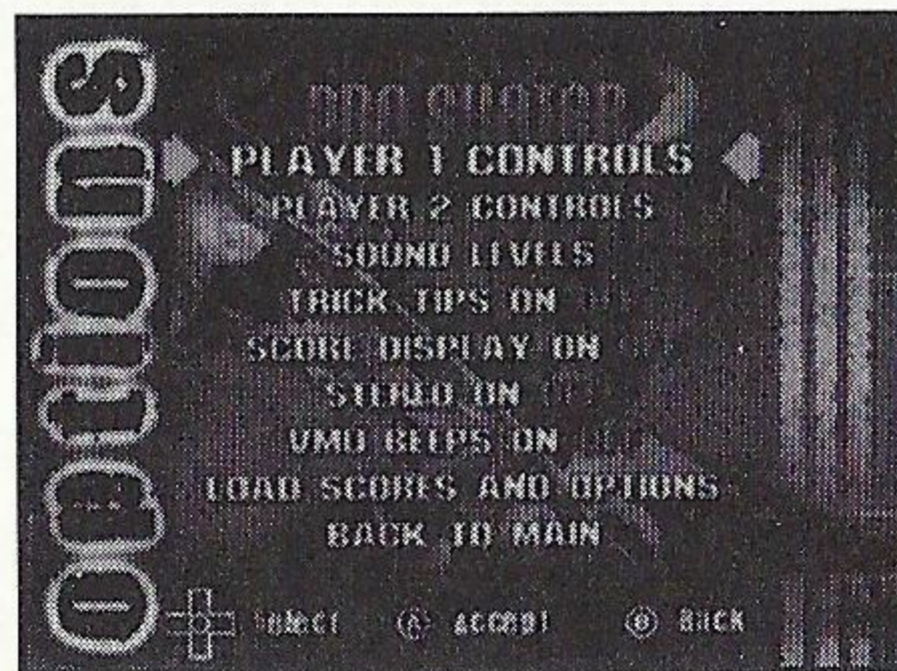 OPTIONS
PLAYER 1 CONTROLS
PLAYER 2 CONTROLS
SOUND LEVELS
TRICK TIPS ON
SCORE DISPLAY ON
STEREO ON
VMU BEEPS ON
LOAD SCORES AND OPTIONS
BACK TO MAIN
SELECT A ACCEPT B BACK